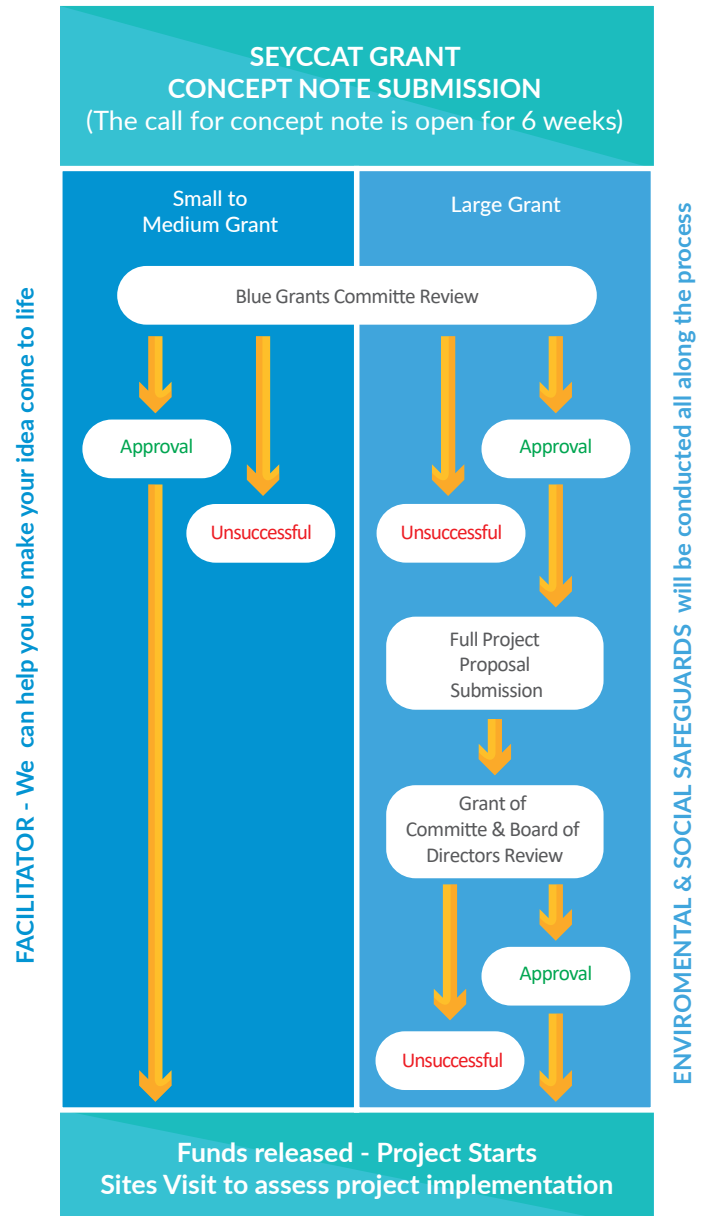 SEYCCAT GRANT
CONCEPT NOTE SUBMISSION
(The call for concept note is open for 6 weeks)
Small to
Medium Grant
Large Grant
Blue Grants Committe Review
Approval
Approval
Unsuccessful
Unsuccessful
Full Project
Proposal
Submission
Grant of
Committe & Board of
Directors Review
Approval
Unsuccessful
Funds released - Project Starts
Sites Visit to assess project implementation
FACILITATOR - We can help you to make your idea come to life
ENVIROMENTAL & SOCIAL SAFEGUARDS will be conducted all along the process